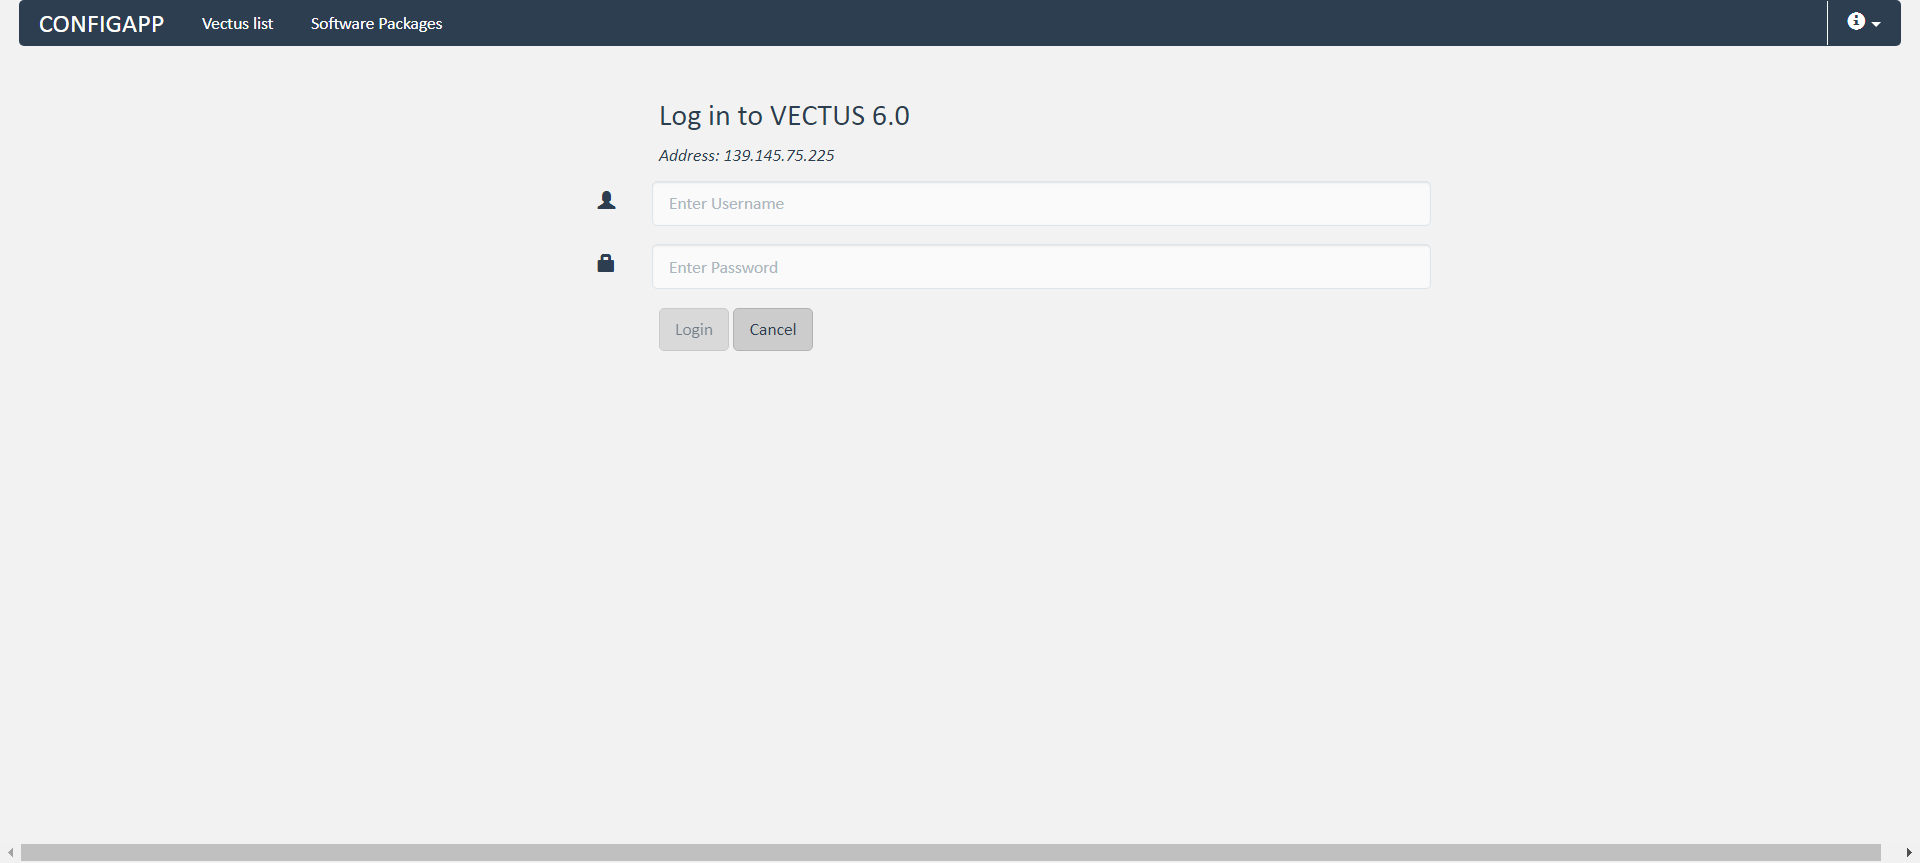 CONFIGAPP Vectus list Software Packages
Log in to VECTUS 6.0
Address: 139.145.75.225
Enter Username
Enter Password
Login Cancel